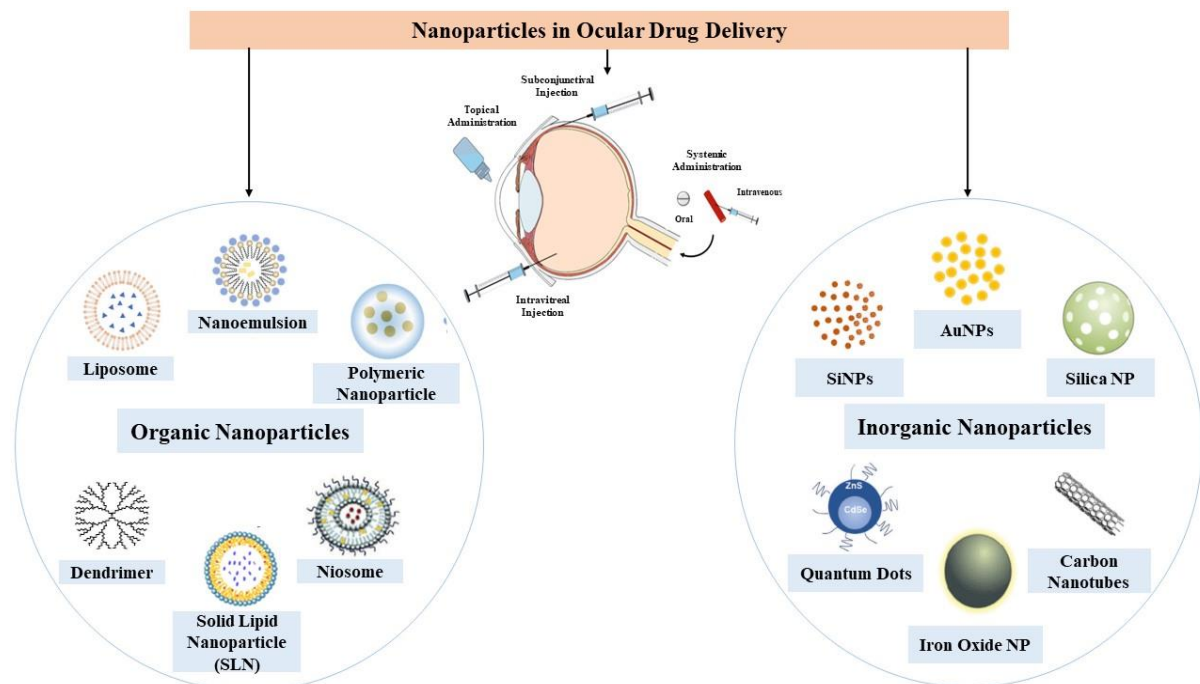 Nanoparticles in Ocular Drug Delivery
Subconjunctival
Injection
Topical
Administration
Systemic
Administration
Intravenous
Oral
Intravitreal
Injection
Nanoemulsion
Liposome
Polymeric
Nanoparticle
Organic Nanoparticles
Dendrimer
Niosome
Solid Lipid
Nanoparticle
(SLN)
AuNPs
SiNPs
Silica NP
Inorganic Nanoparticles
ZnS
CdSe
Quantum Dots
Carbon
Nanotubes
Iron Oxide NP